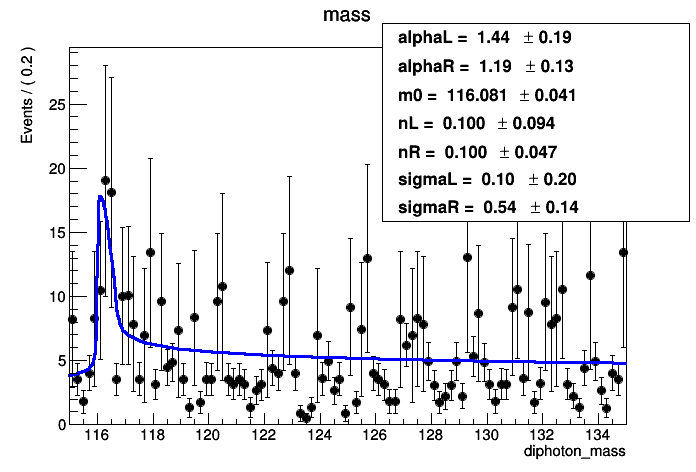 mass
alphaL = 1.44 ± 0.19
alphaR = 1.19 ± 0.13
m0 = 116.081 ± 0.041
nL = 0.100 ± 0.094
nR = 0.100 ± 0.047
sigmaL = 0.10 ± 0.20
sigmaR = 0.54 ± 0.14
Events / ( 0.2 )
25
20
15
10
5
0
116 118 120 122 124 126 128 130 132 134
diphoton_mass